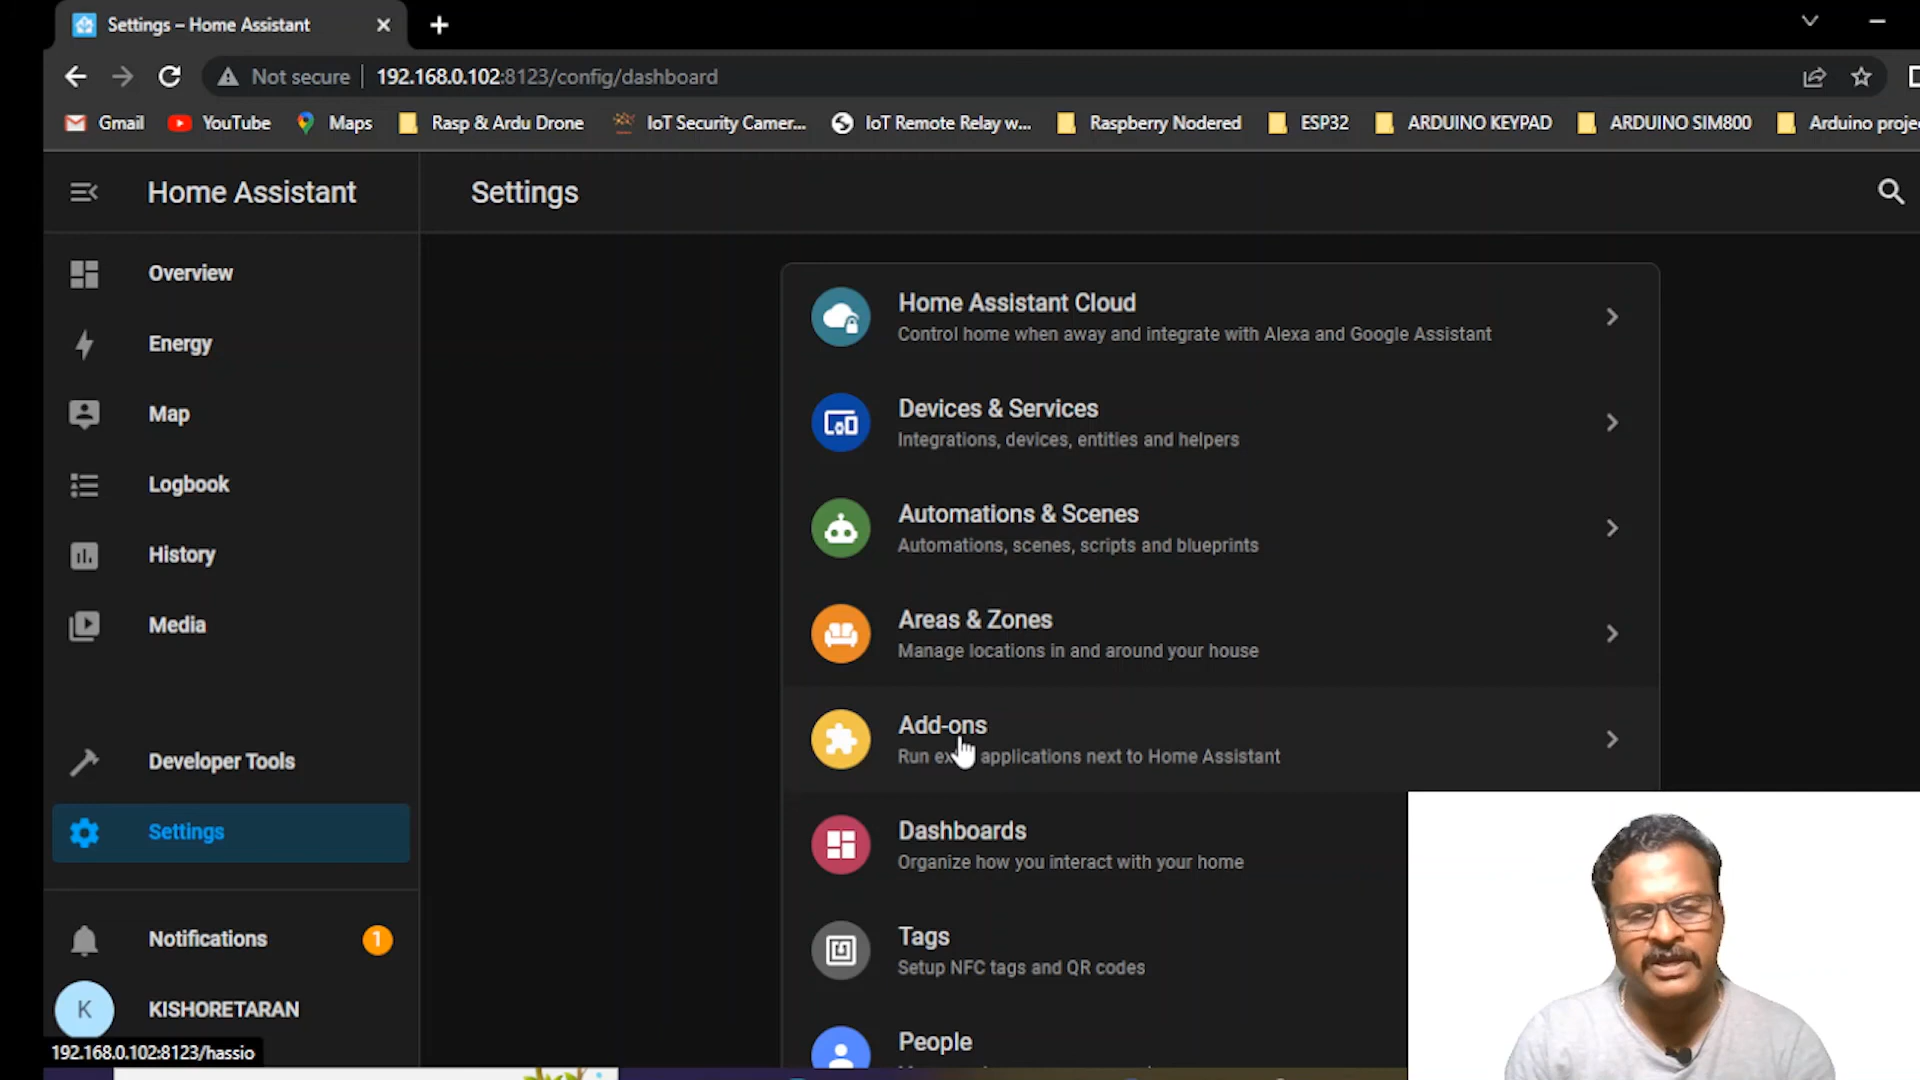 Settings – Home Assistant
Not secure
192.168.0.102:8123/config/dashboard
Gmail
YouTube
Maps
Rasp & Ardu Drone
IoT Security Camer...
IoT Remote Relay w...
Raspberry Nodered
ESP32
ARDUINO KEYPAD
ARDUINO SIM800
Arduino projec
Home Assistant
Settings
Overview
Energy
Map
Logbook
History
Media
Developer Tools
Settings
Notifications
1
K
KISHORETARAN
192.168.0.102:8123/hassio
Home Assistant Cloud
Control home when away and integrate with Alexa and Google Assistant
Devices & Services
Integrations, devices, entities and helpers
Automations & Scenes
Automations, scenes, scripts and blueprints
Areas & Zones
Manage locations in and around your house
Add-ons
Run applications next to Home Assistant
Dashboards
Organize how you interact with your home
Tags
Setup NFC tags and QR codes
People